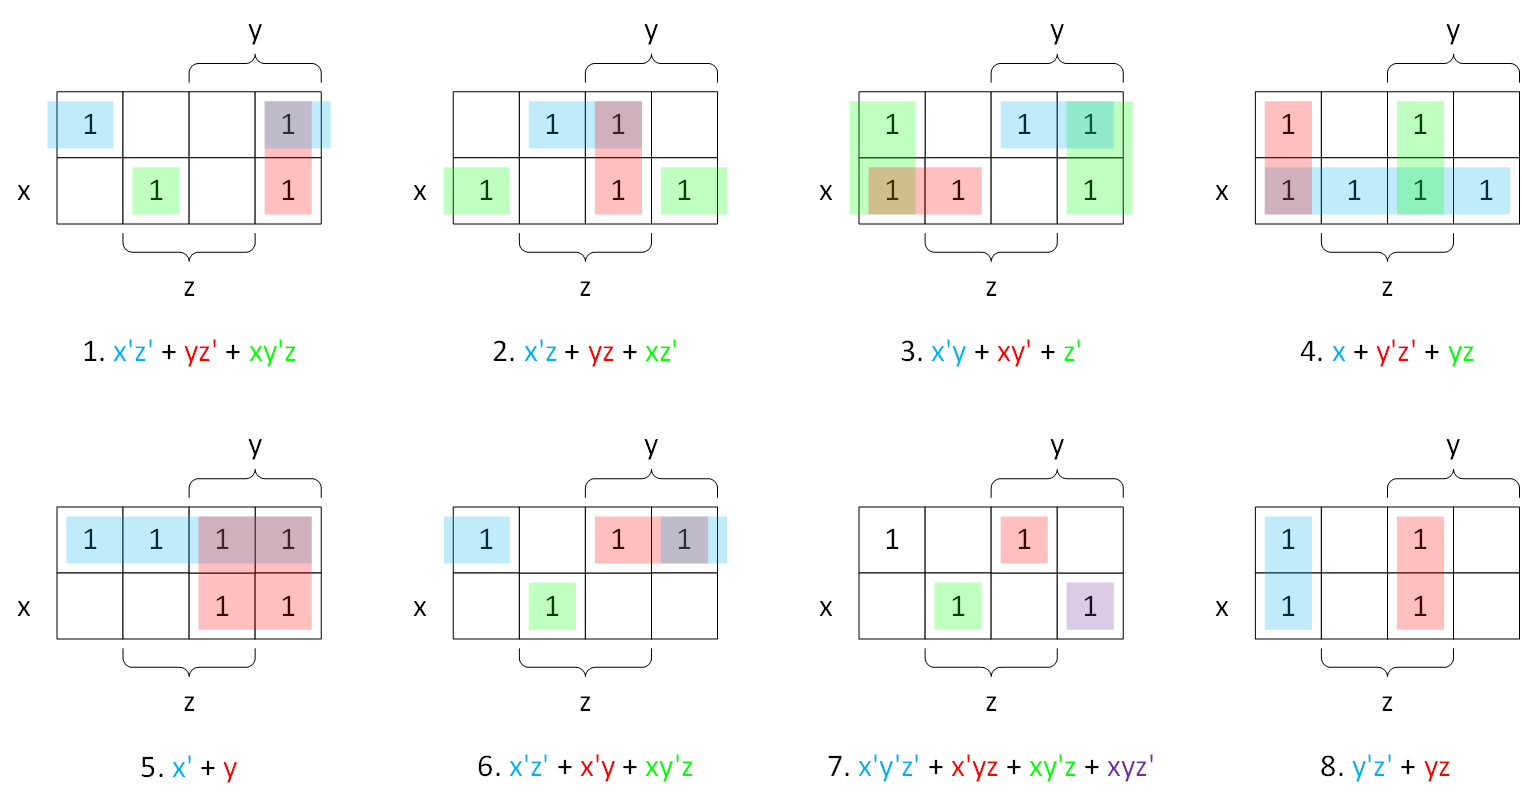 y y y y
1 1 1 1 1 1 1 1 1
x 1 1 x 1 1 1 x 1 1 1 x 1 1 1 1
z z z z
1. x'z' + yz' + xy'z 2. x'z + yz + xz' 3. x'y + xy' + z' 4. x + y'z' + yz
y y y y
1 1 1 1 1 1 1 1 1 1 1
x 1 1 x 1 x 1 1 x 1 1
z z z z
5. x' + y 6. x'z' + x'y + xy'z 7. x'y'z' + x'yz + xy'z + xyz' 8. y'z' + yz